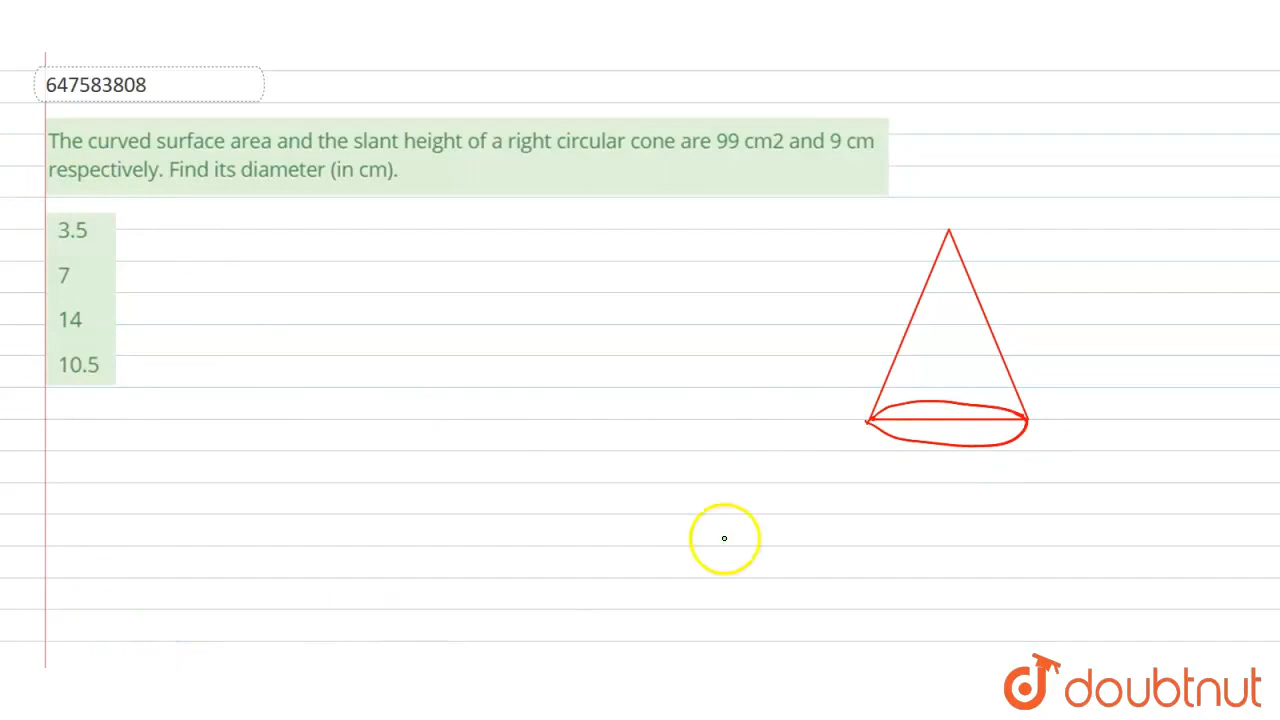 647583808
The curved surface area and the slant height of a right circular cone are 99 cm2 and 9 cm
respectively. Find its diameter (in cm).
3.5
7
14
10.5
doubtnut